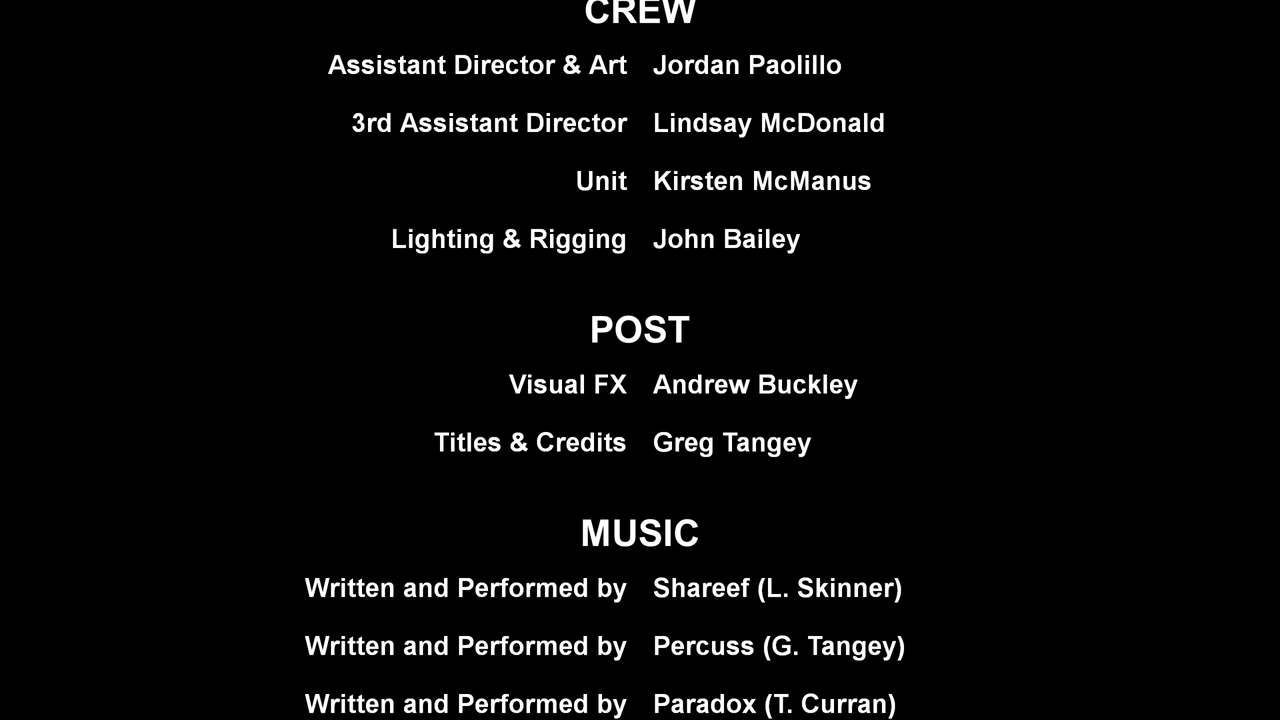 CREW
Assistant Director & Art Jordan Paolillo
3rd Assistant Director Lindsay McDonald
Unit Kirsten McManus
Lighting & Rigging John Bailey
POST
Visual FX Andrew Buckley
Titles & Credits Greg Tangey
MUSIC
Written and Performed by Shareef (L. Skinner)
Written and Performed by Percuss (G. Tangey)
Written and Performed by Paradox (T. Curran)